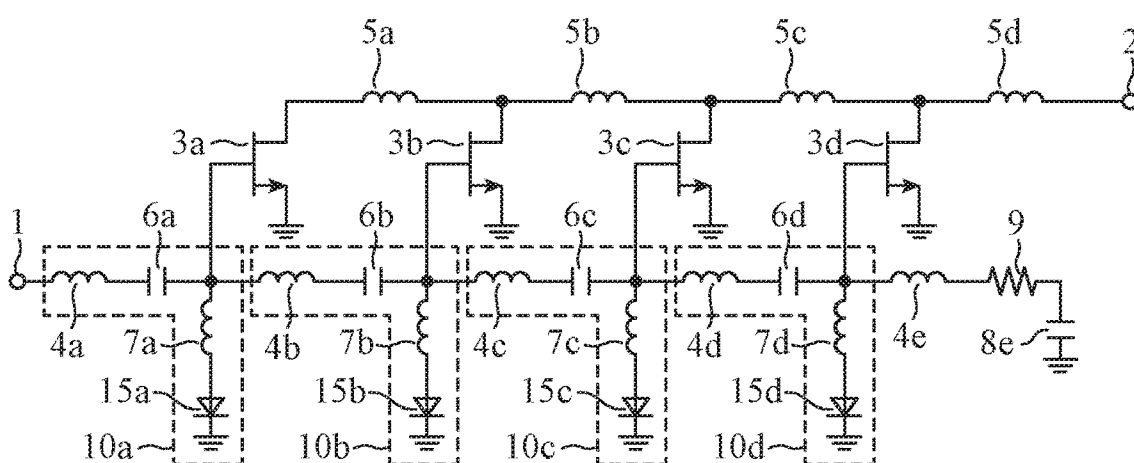 5a 5b 5c 5d 2
3a 3b 3c 3d
1 6a 6b 6c 6d 9
4a 7a 4b 7b 4c 7c 4d 7d 4e 8e
15a 15b 15c 15d
10a 10b 10c 10d